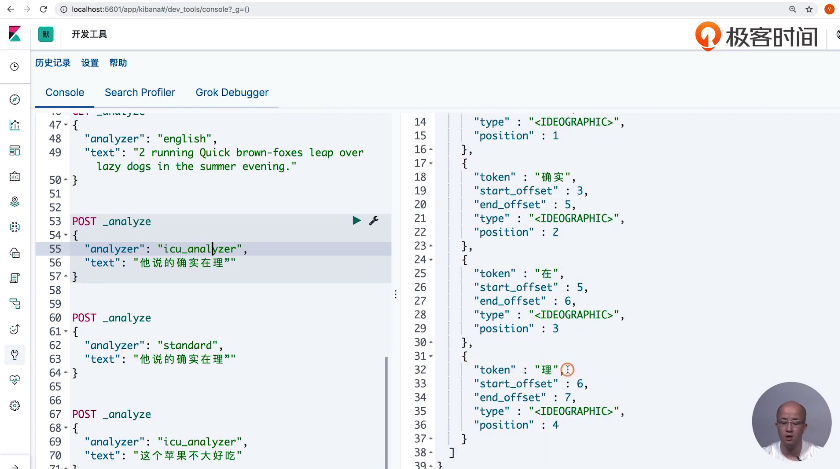 localhost:5601/app/kibana#/dev_tools/console?_g=()
默
开发工具
极客时间
历史记录 设置 帮助
Console Search Profiler Grok Debugger
46 GET _analyze
47 {
48 "analyzer": "english",
49 "text": "2 running Quick brown-foxes leap over
lazy dogs in the summer evening."
50 }
51
52
53 POST _analyze
54 {
55 "analyzer": "icu_analyzer",
56 "text": "他说的确实在理”"
57 }
58
59
60 POST _analyze
61 {
62 "analyzer": "standard",
63 "text": "他说的确实在理”"
64 }
65
66
67 POST _analyze
68 {
69 "analyzer": "icu_analyzer",
70 "text": "这个苹果不大好吃"
71 }
14 "type" : "<IDEOGRAPHIC>",
15 "position" : 1
16 },
17 {
18 "token" : "确实",
19 "start_offset" : 3,
20 "end_offset" : 5,
21 "type" : "<IDEOGRAPHIC>",
22 "position" : 2
23 },
24 {
25 "token" : "在",
26 "start_offset" : 5,
27 "end_offset" : 6,
28 "type" : "<IDEOGRAPHIC>",
29 "position" : 3
30 },
31 {
32 "token" : "理",
33 "start_offset" : 6,
34 "end_offset" : 7,
35 "type" : "<IDEOGRAPHIC>",
36 "position" : 4
37 }
38 ]
39 }